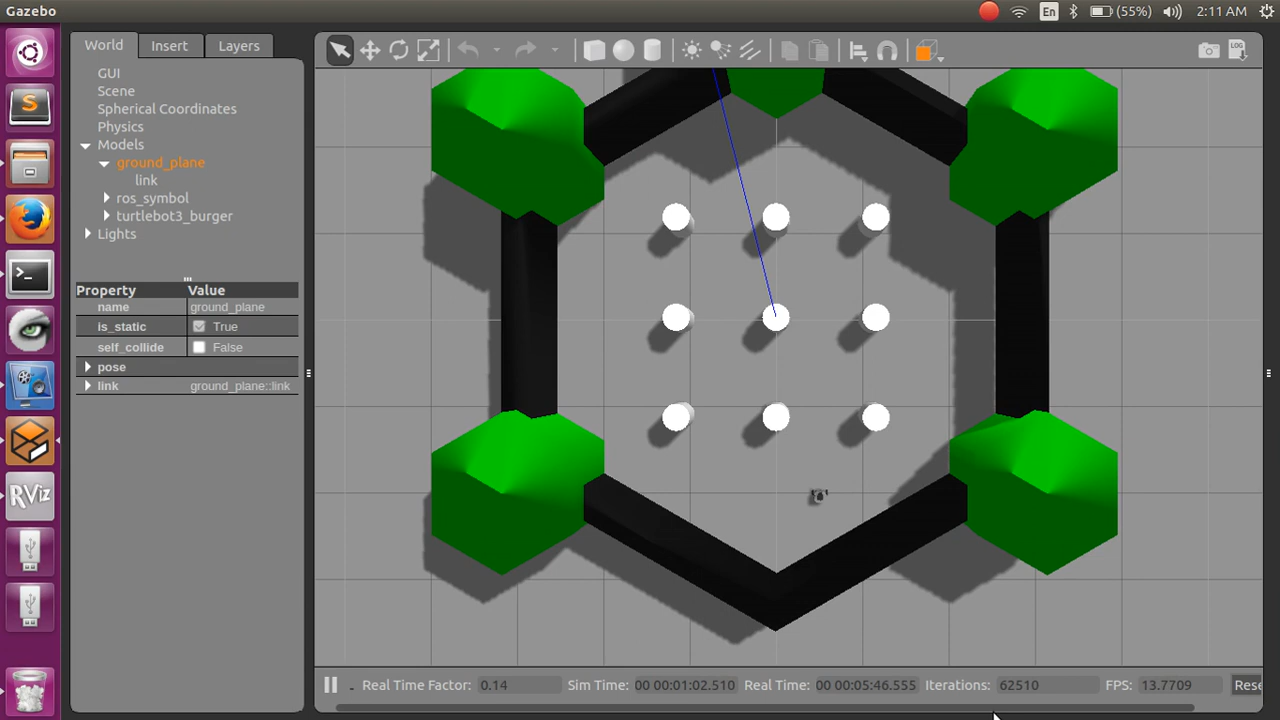 Gazebo
En
(55%)
2:11 AM
World
Insert
Layers
GUI
Scene
Spherical Coordinates
Physics
Models
ground_plane
link
ros_symbol
turtlebot3_burger
Lights
Property Value
name ground_plane
is_static True
self_collide False
pose
link ground_plane::link
S
RViz
LOG
Real Time Factor: 0.14 Sim Time: 00 00:01:02.510 Real Time: 00 00:05:46.555 Iterations: 62510 FPS: 13.7709 Rese